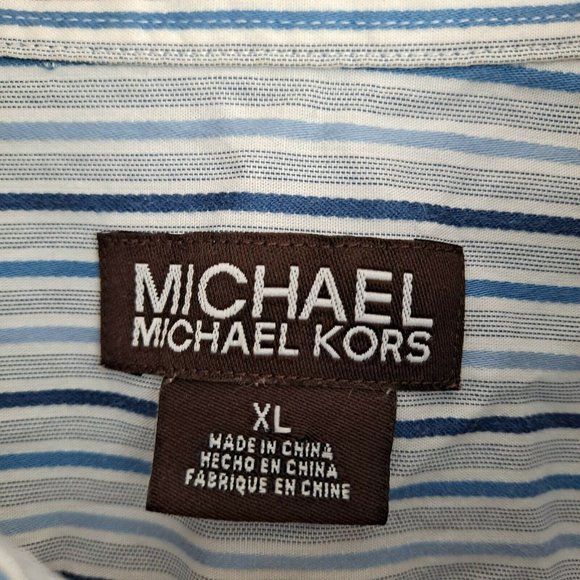 MICHAEL
MICHAEL KORS
XL
MADE IN CHINA
HECHO EN CHINA
FABRIQUE EN CHINE